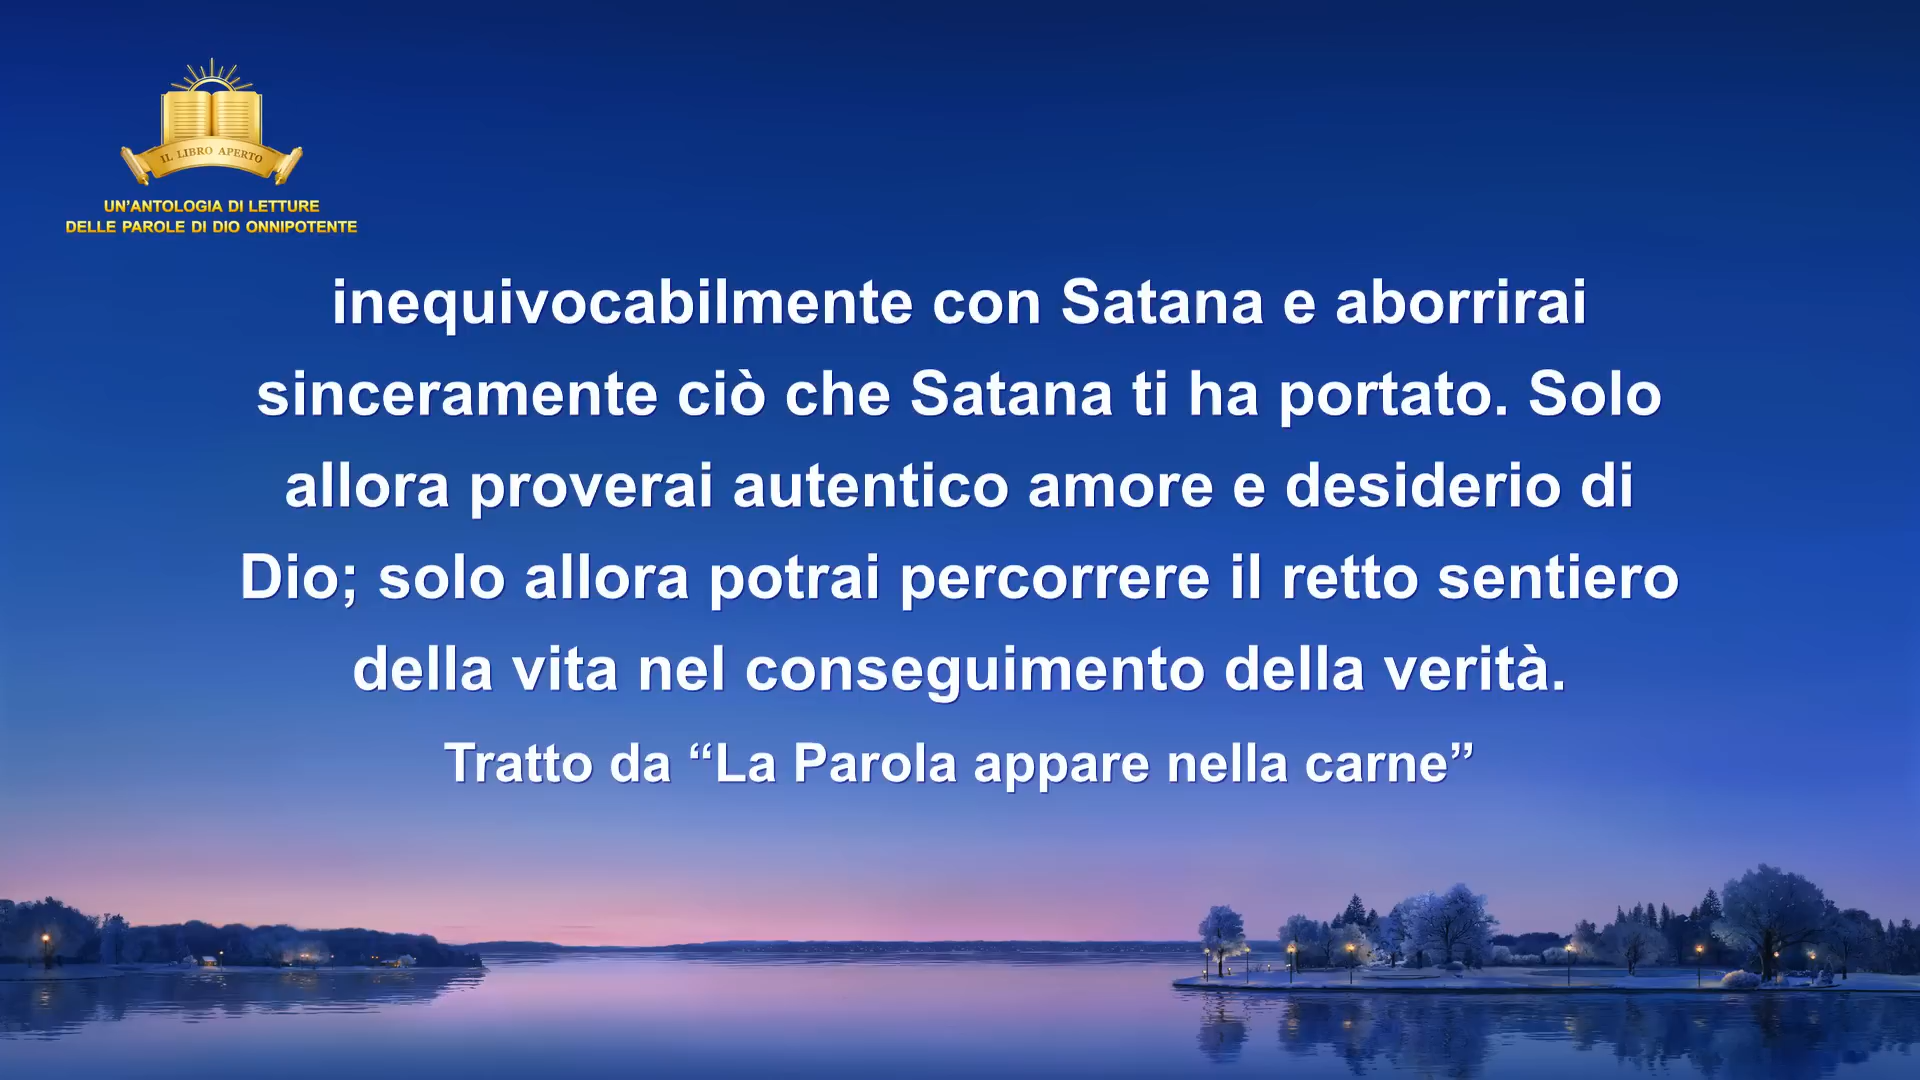 IL LIBRO APERTO
UN’ANTOLOGIA DI LETTURE
DELLE PAROLE DI DIO ONNIPOTENTE
inequivocabilmente con Satana e aborrirai
sinceramente ciò che Satana ti ha portato. Solo
allora proverai autentico amore e desiderio di
Dio; solo allora potrai percorrere il retto sentiero
della vita nel conseguimento della verità.
Tratto da “La Parola appare nella carne”